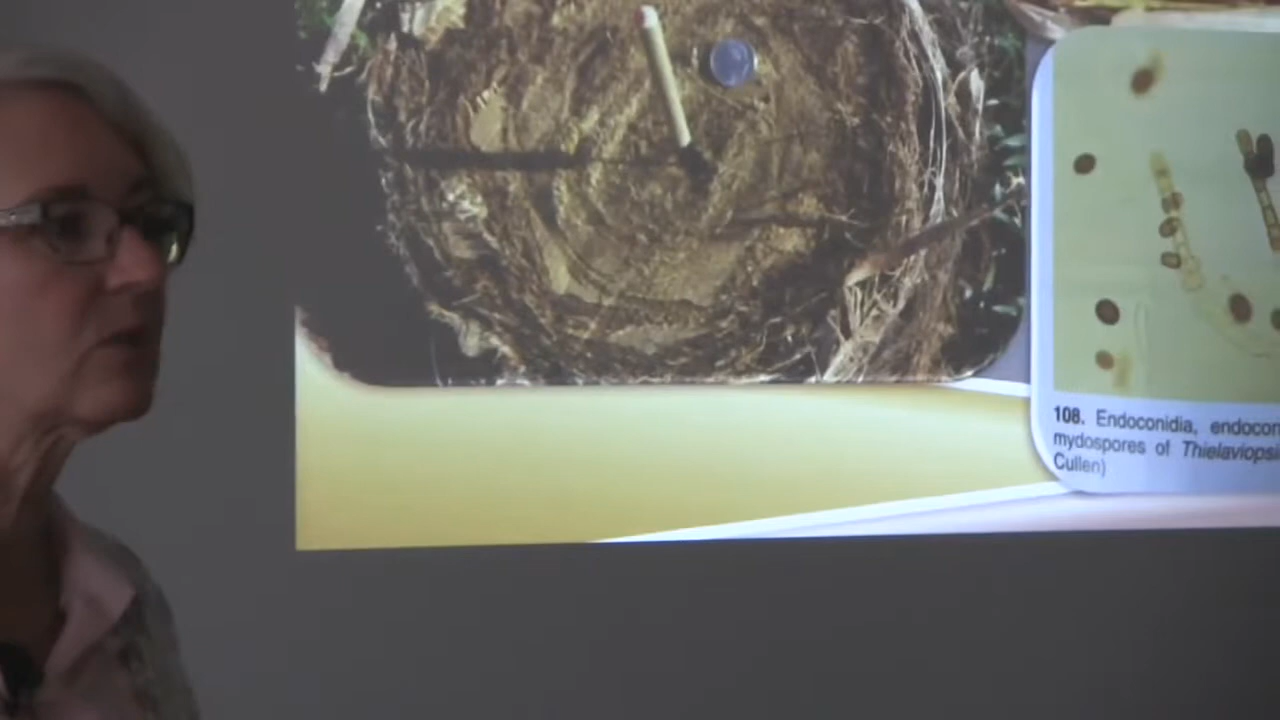 108. Endoconidia, endocon
mydospores of Thielaviopsi
Cullen)